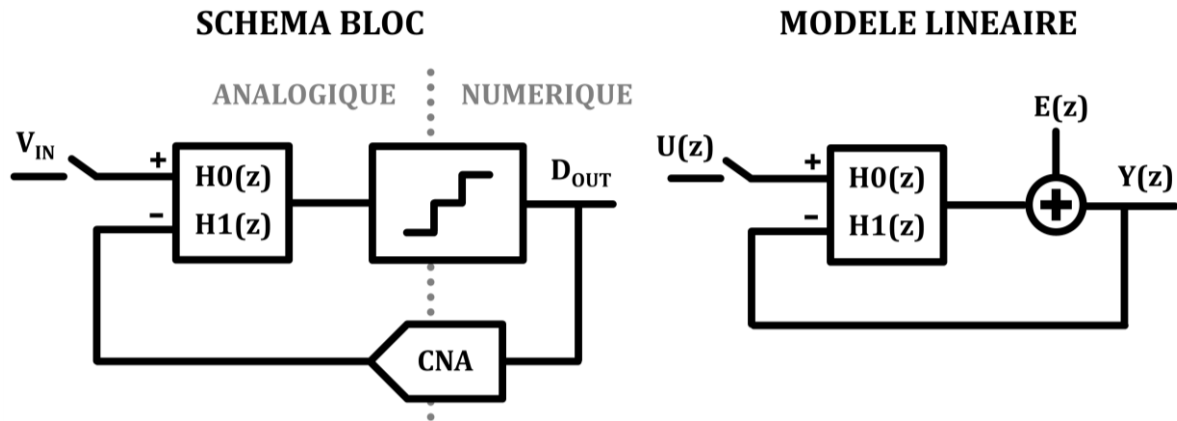 SCHEMA BLOC
ANALOGIQUE
NUMERIQUE
V_IN
+
H0(z)
−
H1(z)
D_OUT
CNA
MODELE LINEAIRE
E(z)
U(z)
+
H0(z)
−
H1(z)
+
Y(z)